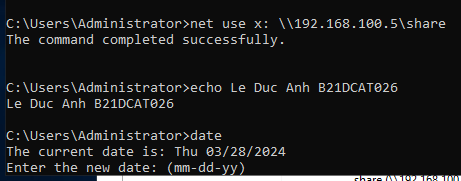 C:\Users\Administrator>net use x: \\192.168.100.5\share
The command completed successfully.
C:\Users\Administrator>echo Le Duc Anh B21DCAT026
Le Duc Anh B21DCAT026
C:\Users\Administrator>date
The current date is: Thu 03/28/2024
Enter the new date: (mm-dd-yy)
share (\\192.168.100